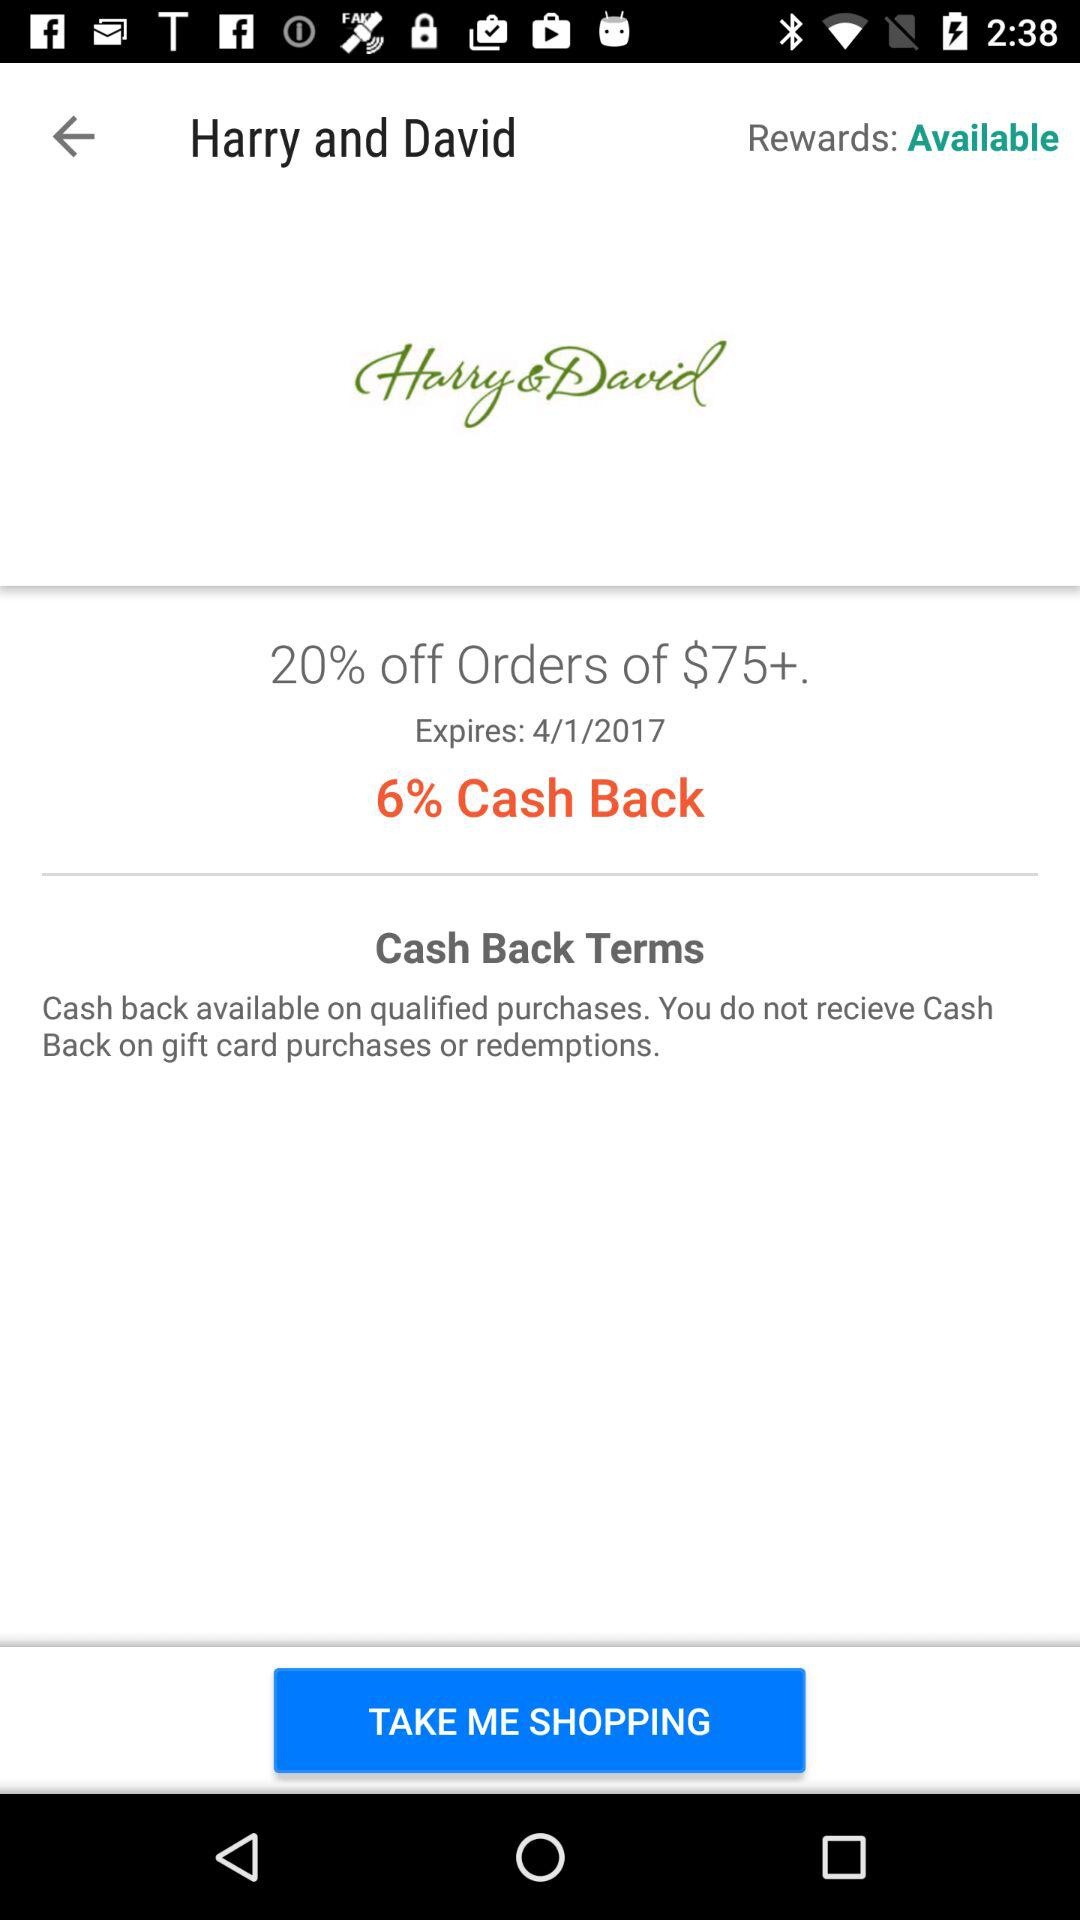 FAKE
2:38
Harry and David
Rewards: Available
Harry & David
20% off Orders of $75+.
Expires: 4/1/2017
6% Cash Back
Cash Back Terms
Cash back available on qualified purchases. You do not recieve Cash
Back on gift card purchases or redemptions.
TAKE ME SHOPPING